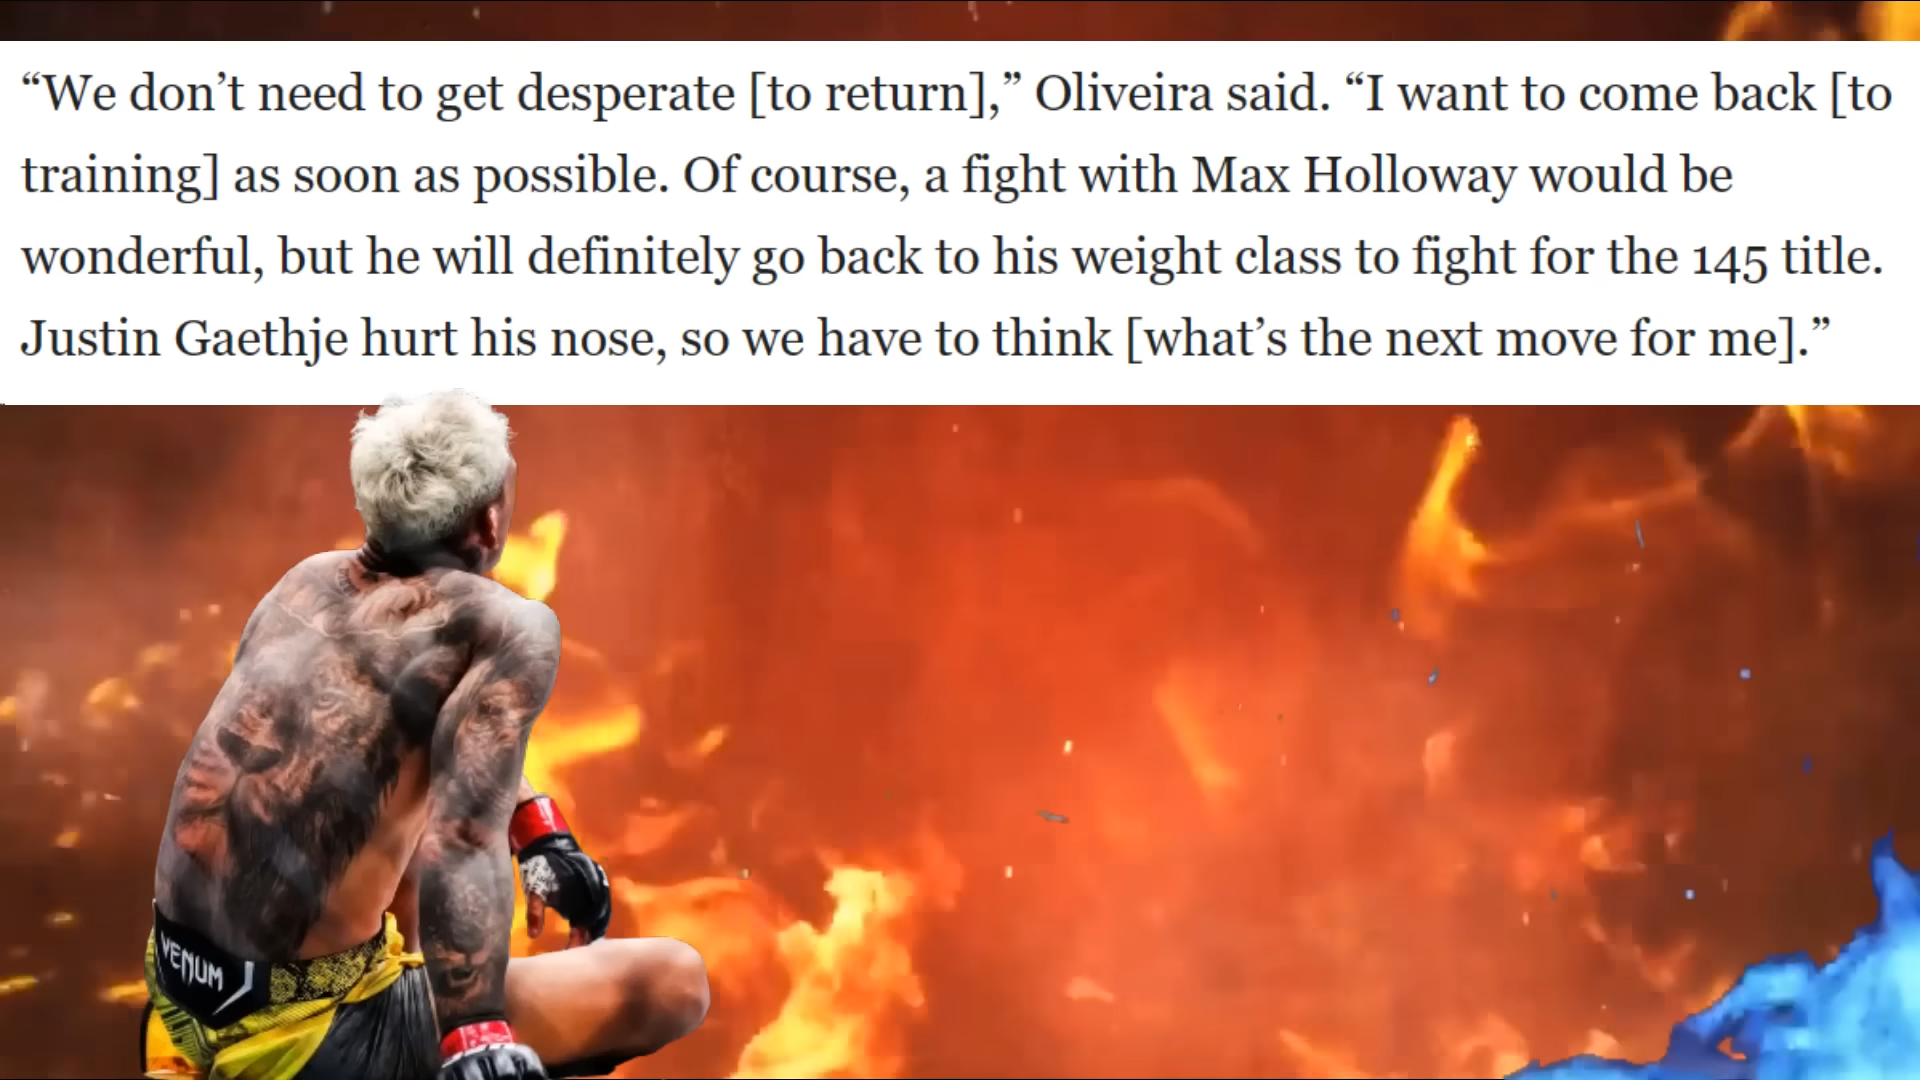 “We don’t need to get desperate [to return],” Oliveira said. “I want to come back [to
training] as soon as possible. Of course, a fight with Max Holloway would be
wonderful, but he will definitely go back to his weight class to fight for the 145 title.
Justin Gaethje hurt his nose, so we have to think [what’s the next move for me].”
VENUM